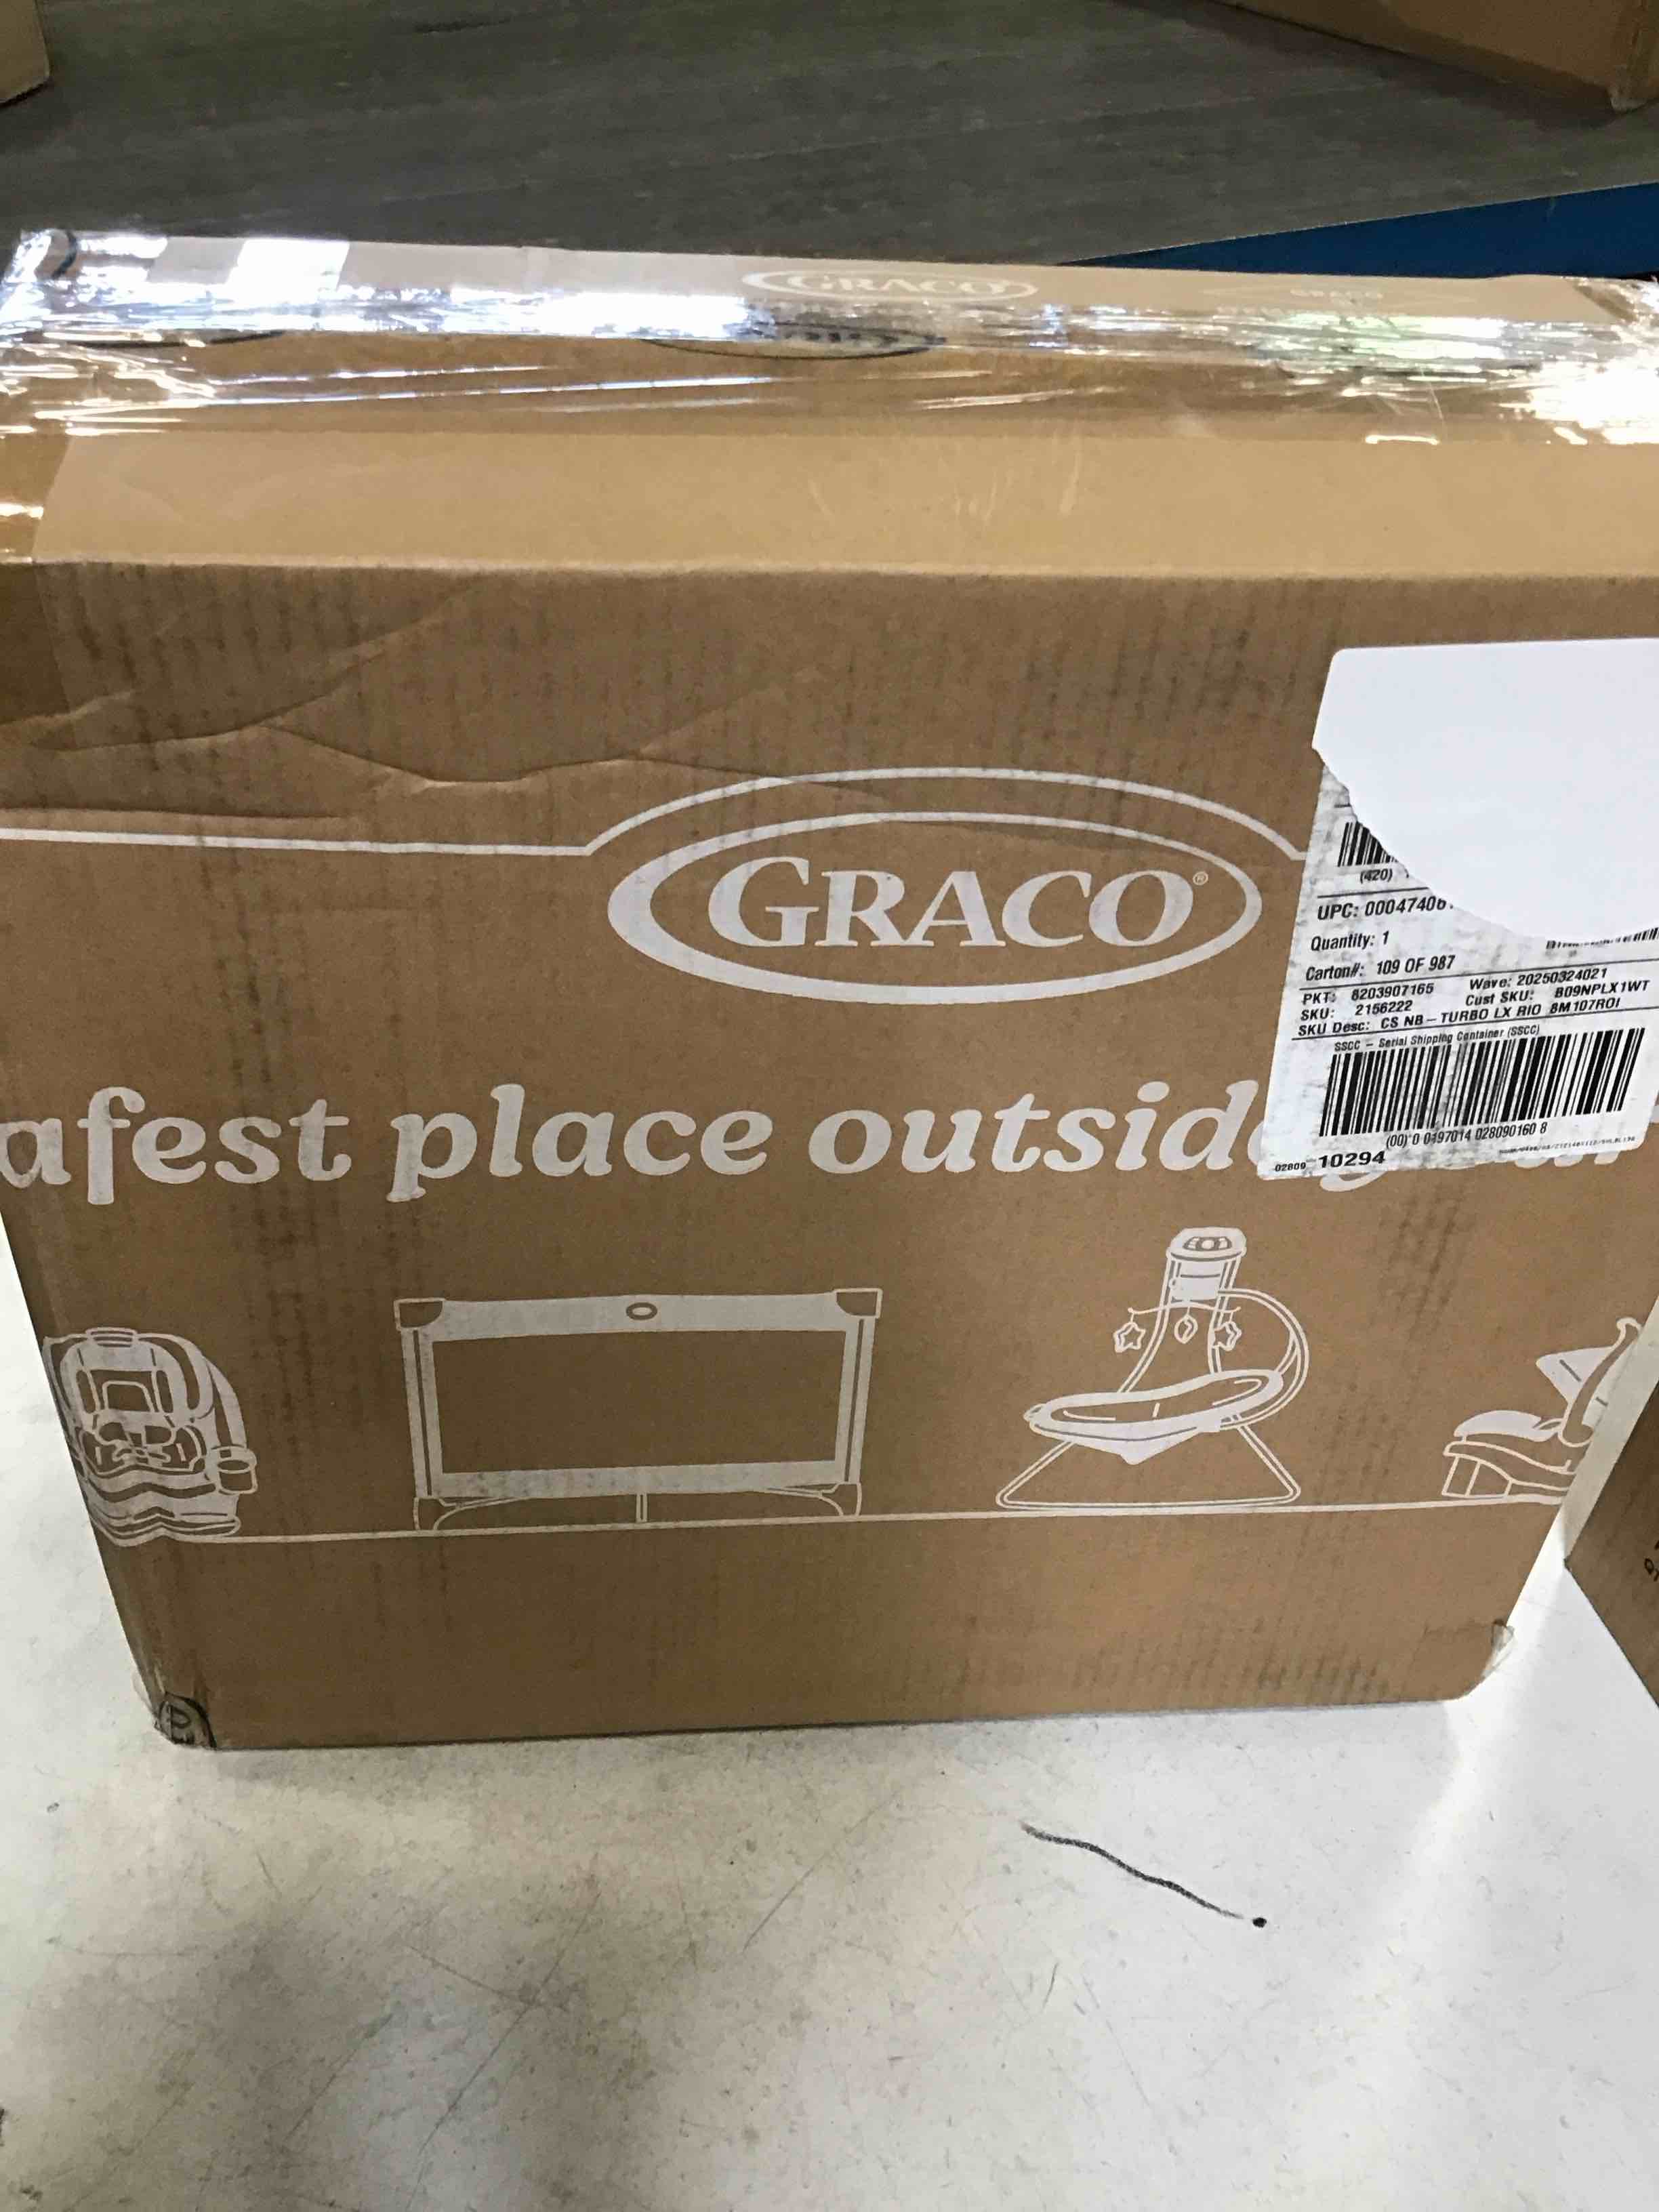 GRACO
GRACO®
afest place outsid
(420)
UPC: 00047406
Quantity: 1
Carton#: 109 OF 987
PKT: 8203907165 Wave: 20250324021
SKU: 2156222 Cust SKU: B09NPLX1WT
SKU Desc: CS NB - TURBO LX RIO 8M107ROI
SSCC - Serial Shipping Container (SSCC)
(00) 0 0197014 028090160 8
02809 10294